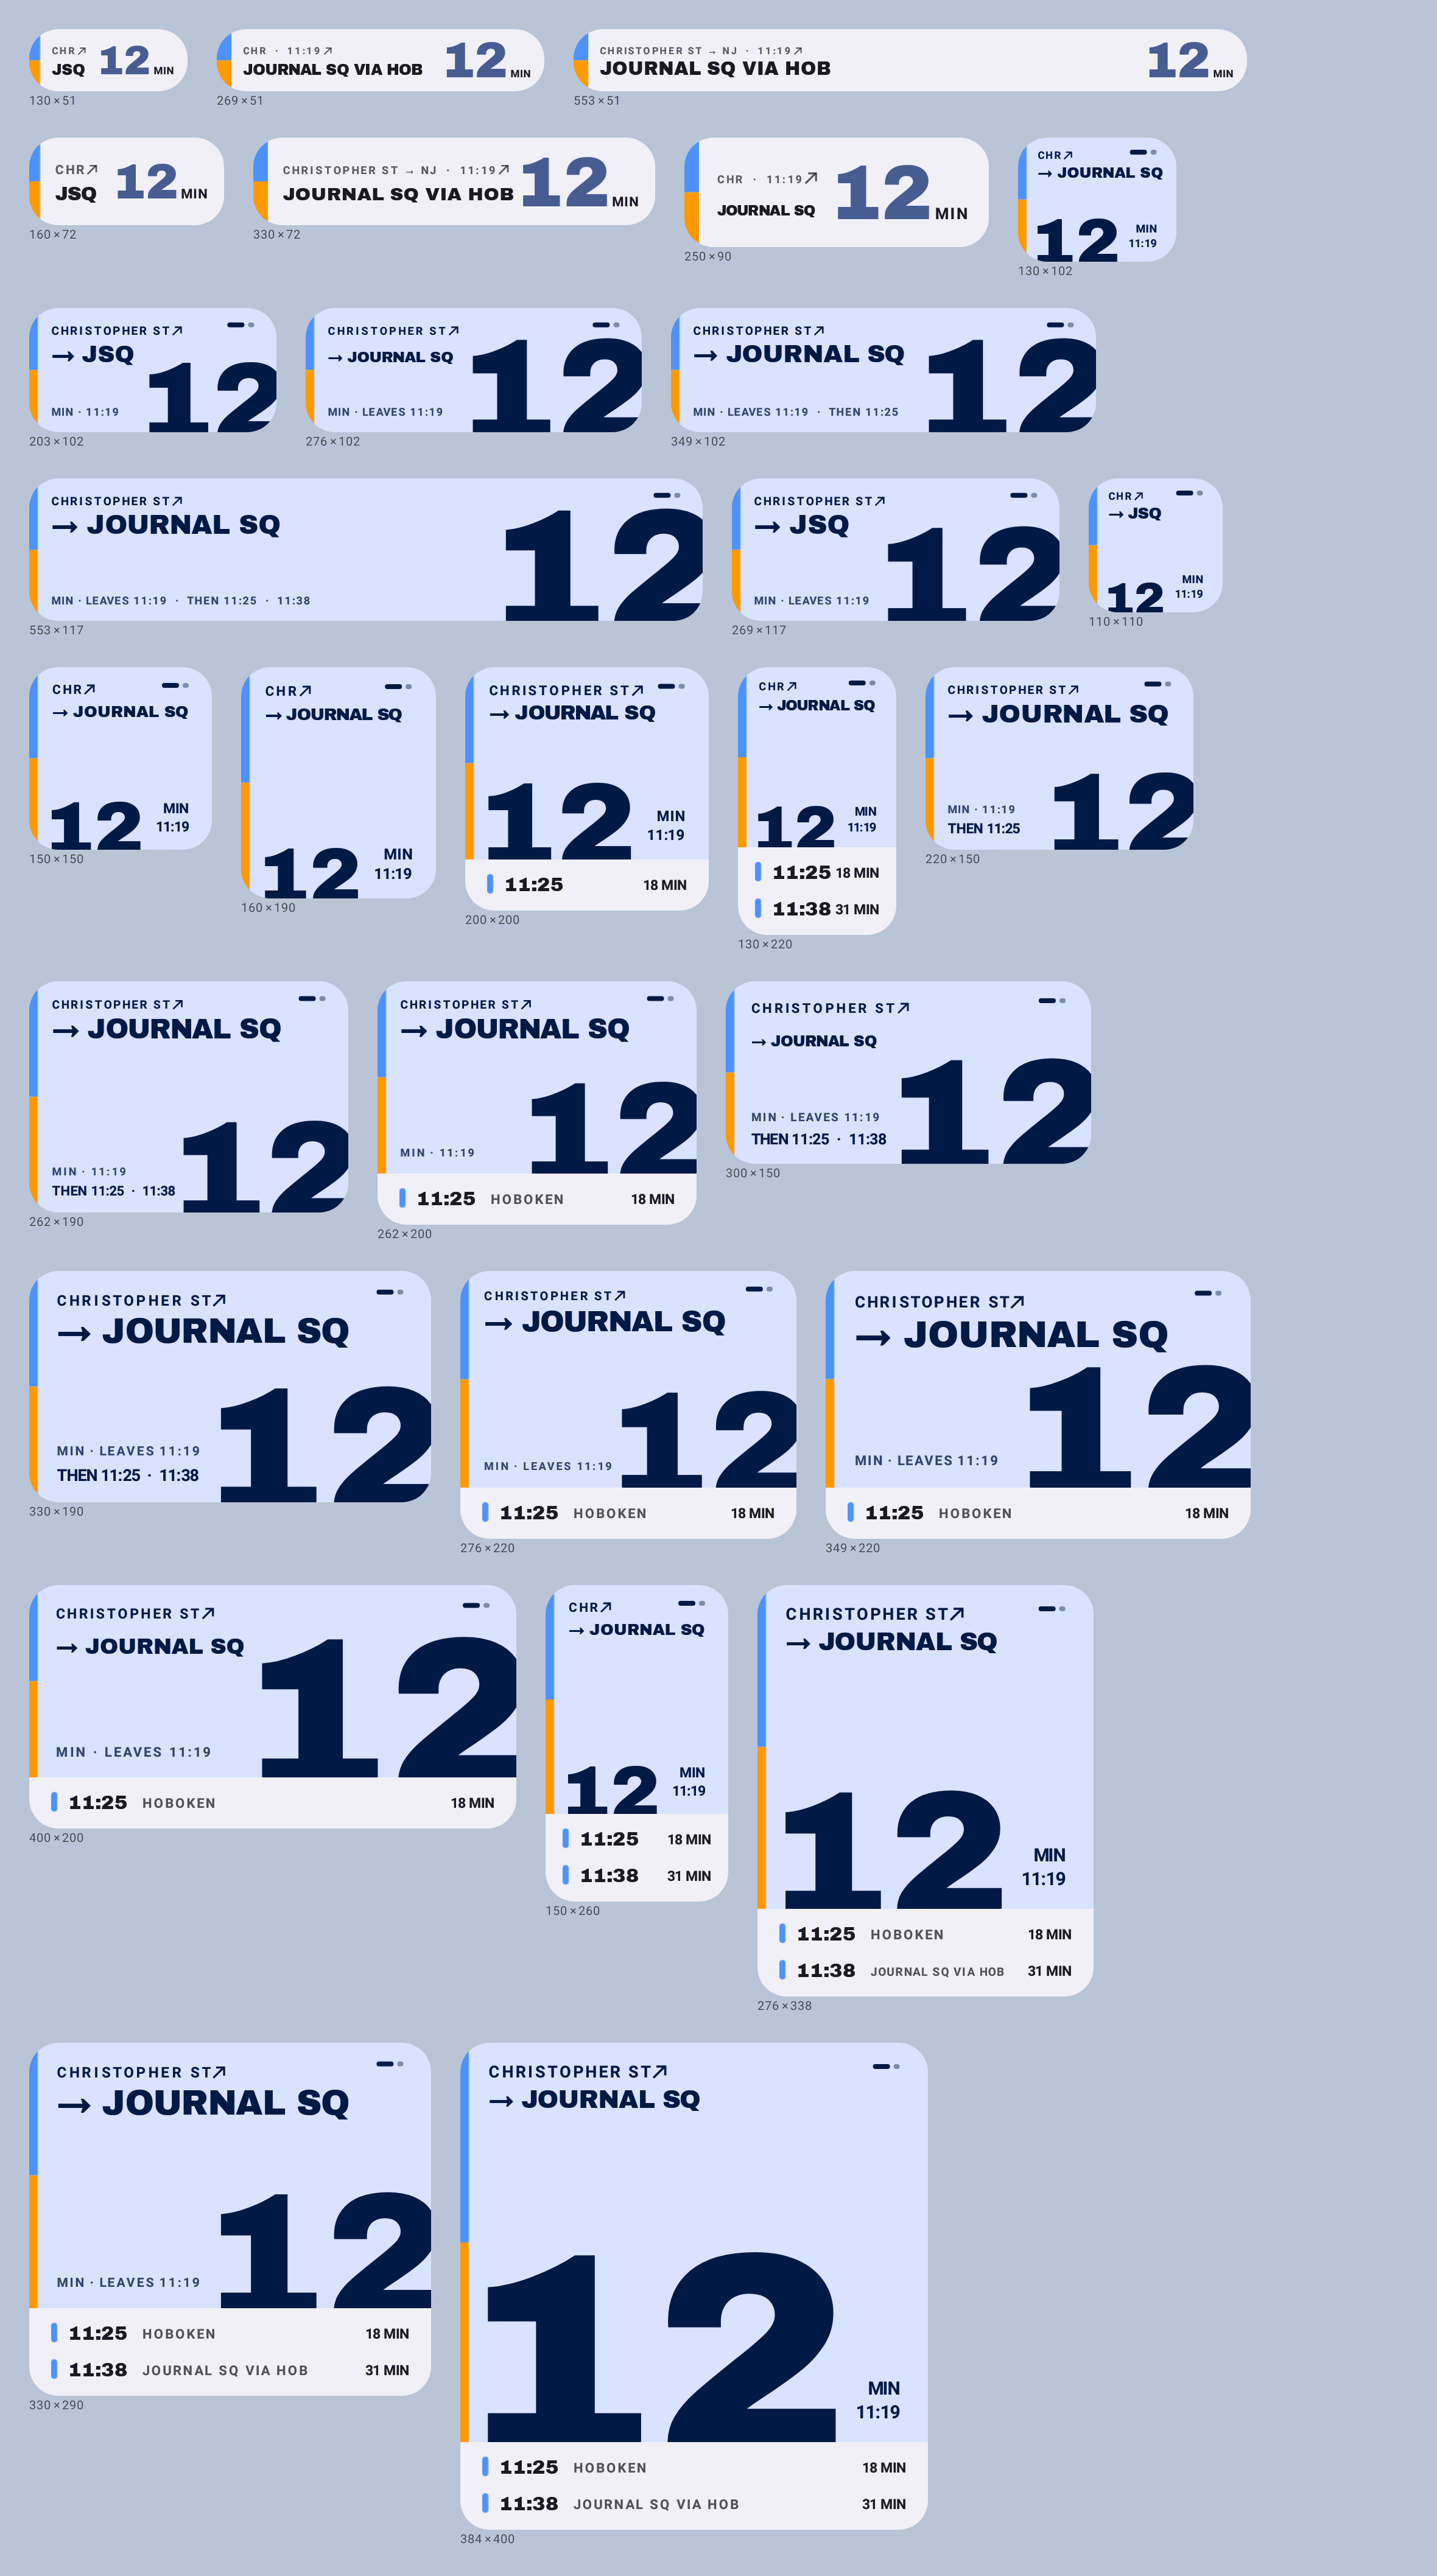 CHR↗
JSQ
12 MIN
130×51
CHR · 11:19↗
JOURNAL SQ VIA HOB
12 MIN
269×51
CHRISTOPHER ST → NJ · 11:19↗
JOURNAL SQ VIA HOB
12 MIN
553×51
CHR↗
JSQ
12 MIN
160×72
CHRISTOPHER ST → NJ · 11:19↗
JOURNAL SQ VIA HOB
12 MIN
330×72
CHR · 11:19↗
JOURNAL SQ
12 MIN
250×90
CHR↗
→ JOURNAL SQ
12
MIN
11:19
130×102
CHRISTOPHER ST↗
→ JSQ
MIN · 11:19
12
203×102
CHRISTOPHER ST↗
→ JOURNAL SQ
MIN · LEAVES 11:19
12
276×102
CHRISTOPHER ST↗
→ JOURNAL SQ
MIN · LEAVES 11:19 · THEN 11:25
12
349×102
CHRISTOPHER ST↗
→ JOURNAL SQ
MIN · LEAVES 11:19 · THEN 11:25 · 11:38
12
553×117
CHRISTOPHER ST↗
→ JSQ
MIN · LEAVES 11:19
12
269×117
CHR↗
→ JSQ
12
MIN
11:19
110×110
CHR↗
→ JOURNAL SQ
12
MIN
11:19
150×150
CHR↗
→ JOURNAL SQ
12
MIN
11:19
160×190
CHRISTOPHER ST↗
→ JOURNAL SQ
12
MIN
11:19
11:25 18 MIN
200×200
CHR↗
→ JOURNAL SQ
12
MIN
11:19
11:25 18 MIN
11:38 31 MIN
130×220
CHRISTOPHER ST↗
→ JOURNAL SQ
MIN · 11:19
THEN 11:25
12
220×150
CHRISTOPHER ST↗
→ JOURNAL SQ
MIN · 11:19
THEN 11:25 · 11:38
12
262×190
CHRISTOPHER ST↗
→ JOURNAL SQ
MIN · 11:19
12
11:25 HOBOKEN 18 MIN
262×200
CHRISTOPHER ST↗
→ JOURNAL SQ
MIN · LEAVES 11:19
THEN 11:25 · 11:38
12
300×150
CHRISTOPHER ST↗
→ JOURNAL SQ
MIN · LEAVES 11:19
THEN 11:25 · 11:38
12
330×190
CHRISTOPHER ST↗
→ JOURNAL SQ
MIN · LEAVES 11:19
12
11:25 HOBOKEN 18 MIN
276×220
CHRISTOPHER ST↗
→ JOURNAL SQ
MIN · LEAVES 11:19
12
11:25 HOBOKEN 18 MIN
349×220
CHRISTOPHER ST↗
→ JOURNAL SQ
MIN · LEAVES 11:19
12
11:25 HOBOKEN 18 MIN
400×200
CHR↗
→ JOURNAL SQ
12
MIN
11:19
11:25 18 MIN
11:38 31 MIN
150×260
CHRISTOPHER ST↗
→ JOURNAL SQ
12
MIN
11:19
11:25 HOBOKEN 18 MIN
11:38 JOURNAL SQ VIA HOB 31 MIN
276×338
CHRISTOPHER ST↗
→ JOURNAL SQ
MIN · LEAVES 11:19
12
11:25 HOBOKEN 18 MIN
11:38 JOURNAL SQ VIA HOB 31 MIN
330×290
CHRISTOPHER ST↗
→ JOURNAL SQ
12
MIN
11:19
11:25 HOBOKEN 18 MIN
11:38 JOURNAL SQ VIA HOB 31 MIN
384×400